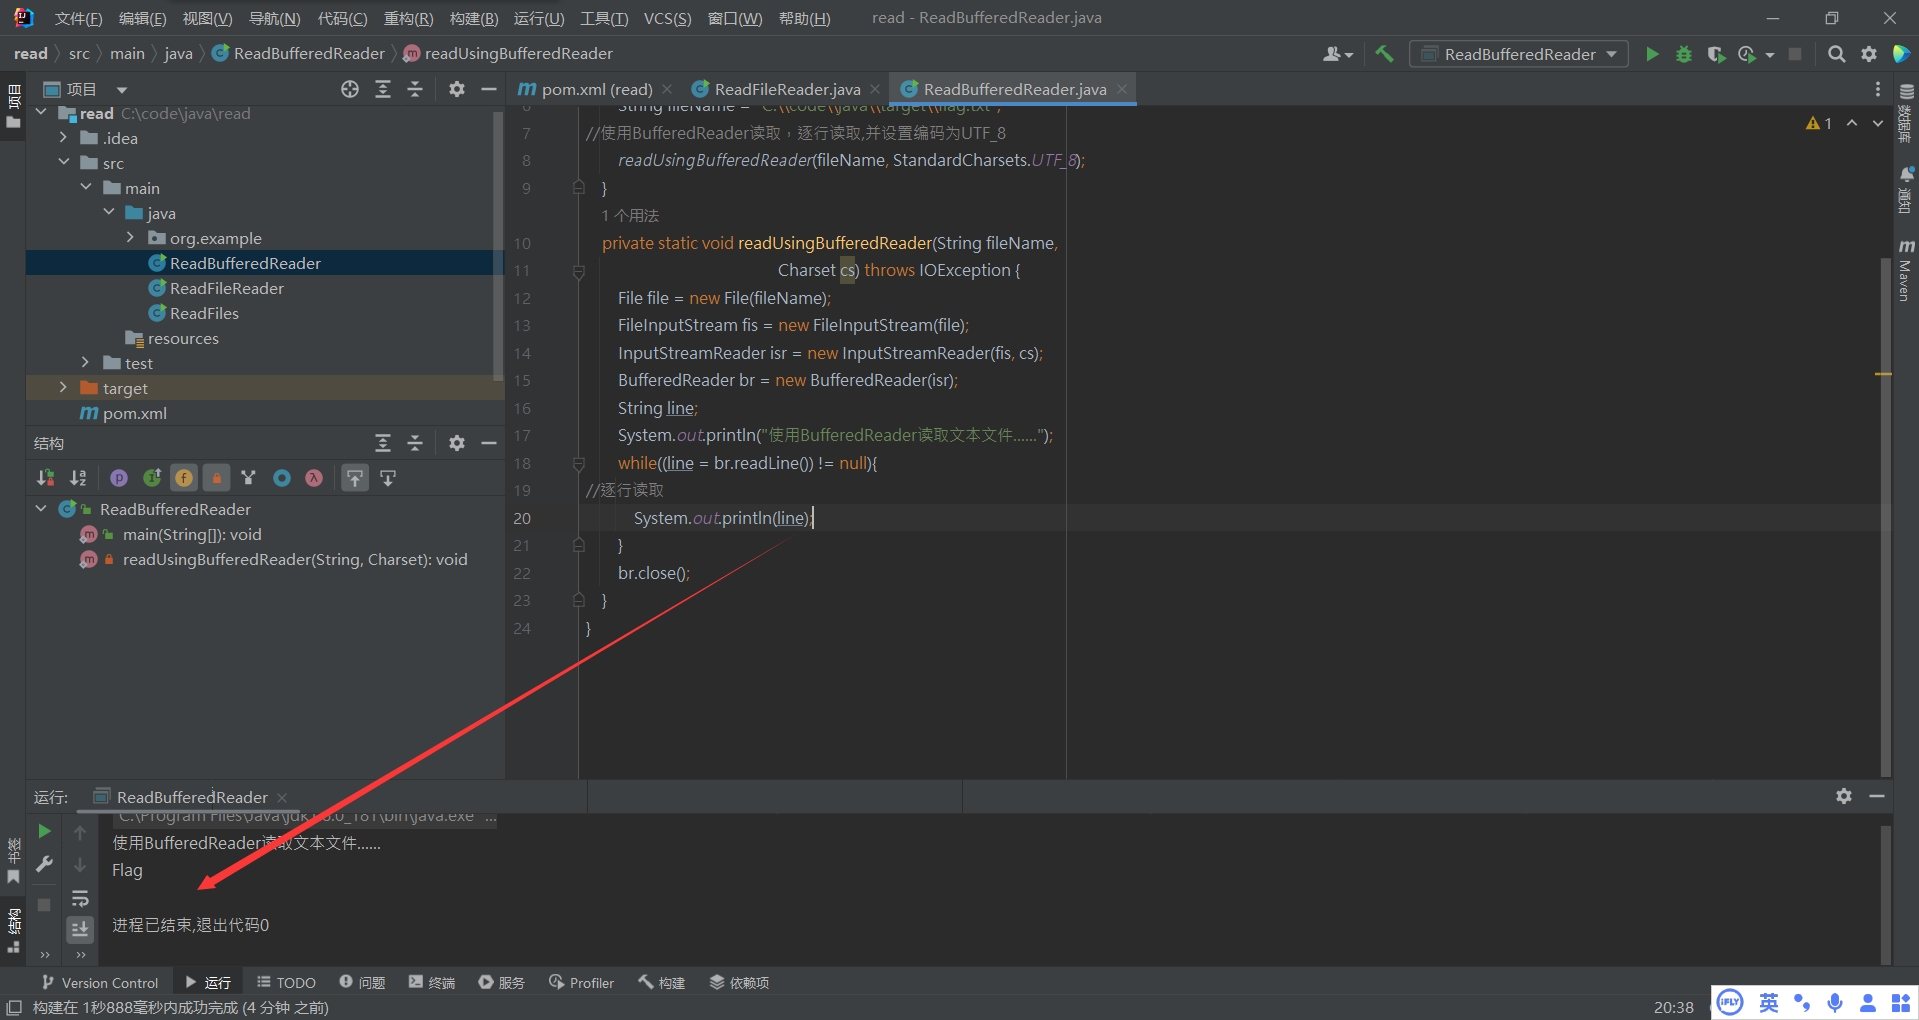 文件(F) 编辑(E) 视图(V) 导航(N) 代码(C) 重构(R) 构建(B) 运行(U) 工具(T) VCS(S) 窗口(W) 帮助(H) read - ReadBufferedReader.java
read src main java ReadBufferedReader readUsingBufferedReader
ReadBufferedReader
项目
项目
pom.xml (read) ReadFileReader.java ReadBufferedReader.java
read C:\code\java\read
.idea
src
main
java
org.example
ReadBufferedReader
ReadFileReader
ReadFiles
resources
test
target
pom.xml
结构
ReadBufferedReader
main(String[]): void
readUsingBufferedReader(String, Charset): void
6 String fileName = "C:\\code\\java\\target\\flag.txt";
7 //使用BufferedReader读取，逐行读取,并设置编码为UTF_8
8 readUsingBufferedReader(fileName, StandardCharsets.UTF_8);
9 }
1 个用法
10 private static void readUsingBufferedReader(String fileName,
11 Charset cs) throws IOException {
12 File file = new File(fileName);
13 FileInputStream fis = new FileInputStream(file);
14 InputStreamReader isr = new InputStreamReader(fis, cs);
15 BufferedReader br = new BufferedReader(isr);
16 String line;
17 System.out.println("使用BufferedReader读取文本文件......");
18 while((line = br.readLine()) != null){
19 //逐行读取
20 System.out.println(line);
21 }
22 br.close();
23 }
24 }
1
数据库
通知
Maven
运行: ReadBufferedReader
C:\Program Files\Java\jdk1.8.0_181\bin\java.exe" ...
使用BufferedReader读取文本文件......
Flag
进程已结束,退出代码0
书签
结构
Version Control 运行 TODO 问题 终端 服务 Profiler 构建 依赖项
构建在 1秒888毫秒内成功完成 (4 分钟 之前)
20:38
iFLY 英